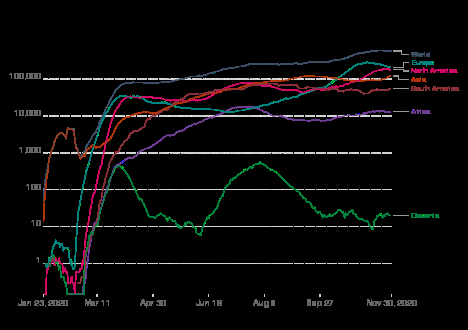 World
Europe
North America
Asia
South America
Africa
Oceania
100,000
10,000
1,000
100
10
1
Jan 23, 2020
Mar 11
Apr 30
Jun 19
Aug 8
Sep 27
Nov 30, 2020